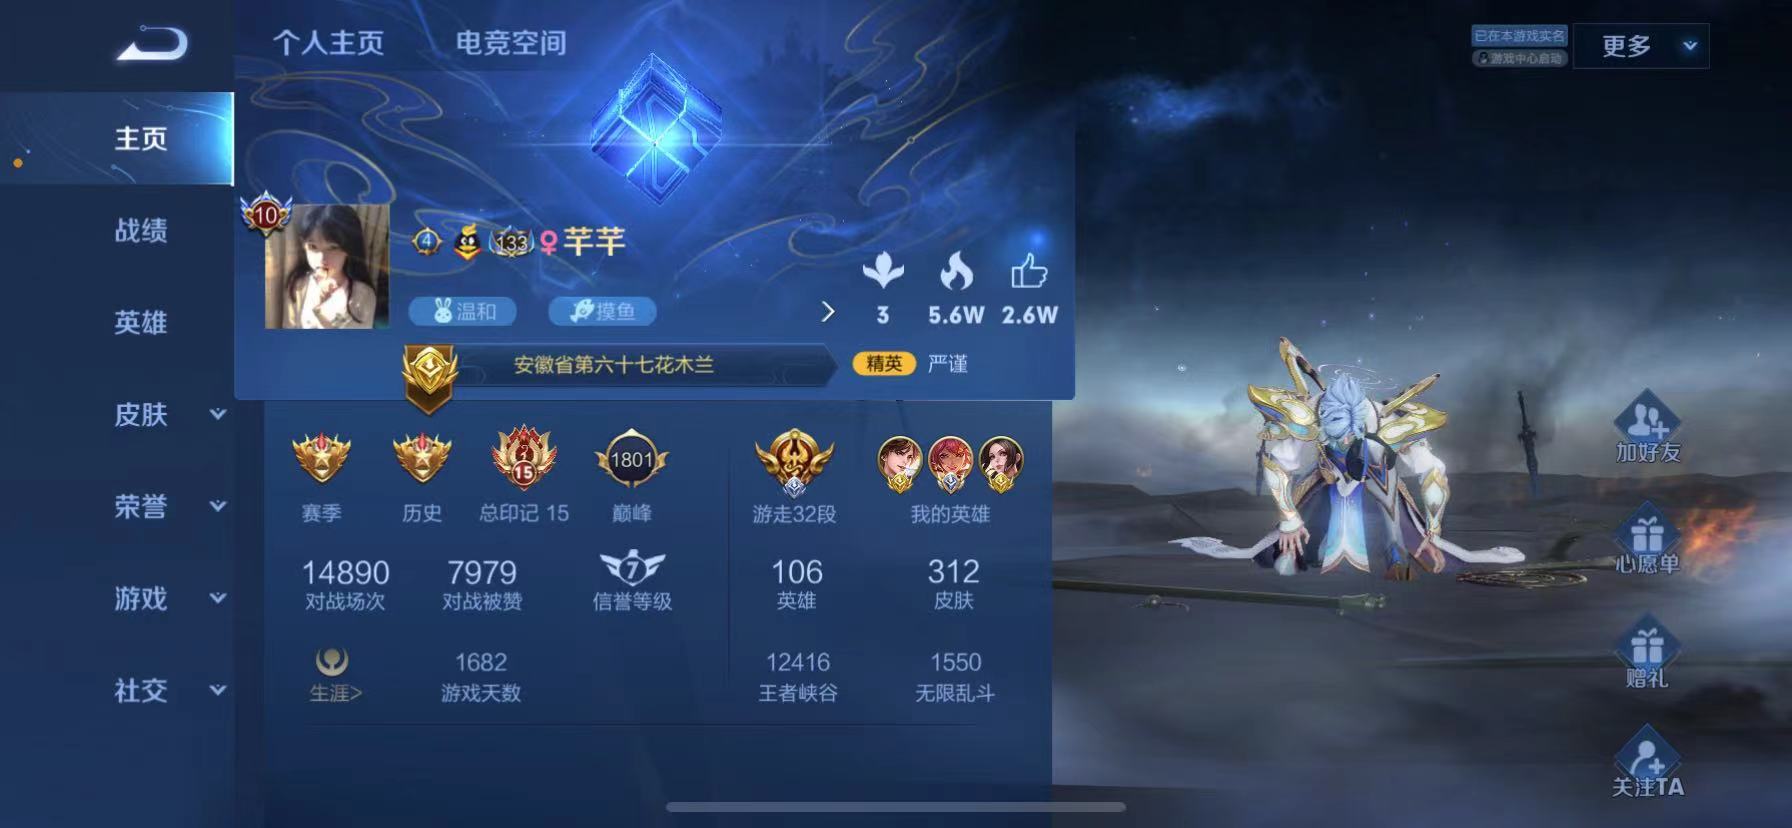 个人主页
电竞空间
已在本游戏实名
游戏中心启动
更多
主页
战绩
英雄
皮肤
荣誉
游戏
社交
10
4
133
♀芊芊
温和
摸鱼
3
5.6W
2.6W
安徽省第六十七花木兰
精英
严谨
15
1801
赛季
历史
总印记 15
巅峰
游走32段
我的英雄
14890
对战场次
7979
对战被赞
7
信誉等级
106
英雄
312
皮肤
生涯>
1682
游戏天数
12416
王者峡谷
1550
无限乱斗
加好友
心愿单
赠礼
关注TA